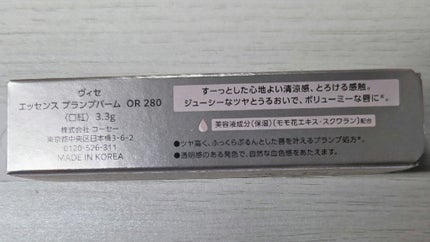 ヴィセ
エッセンス プランプバーム OR 280
〈口紅〉 3.3g
株式会社 コーセー
東京都中央区日本橋3-6-2
0120-526-311
MADE IN KOREA
すーっとした心地よい清涼感、とろける感触。
ジューシーなツヤとうるおいで、ボリューミーな唇に*。
美容液成分〈保湿〉(モモ花エキス・スクワラン)配合
●ツヤ高く、ふっくらぷるんとした唇を叶えるプランプ処方*。
●透明感のある発色で、自然な血色感をあたえます。